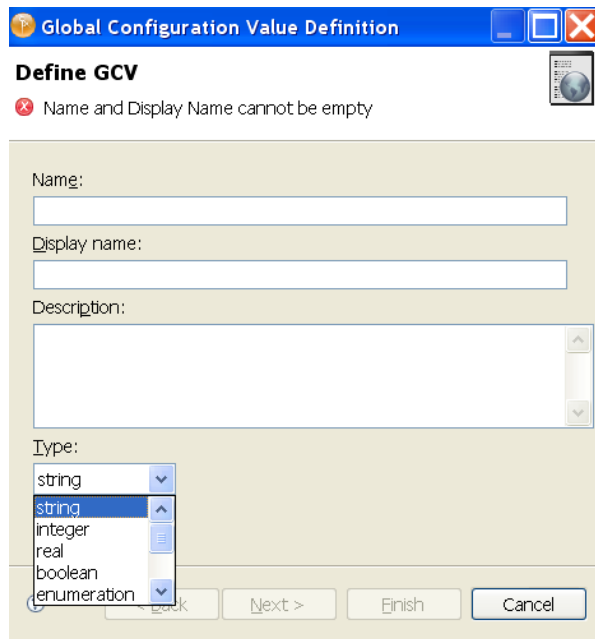 Global Configuration Value Definition
Define GCV
Name and Display Name cannot be empty
Name:
Display name:
Description:
Type:
string
string
integer
real
boolean
enumeration
< Back Next > Finish Cancel